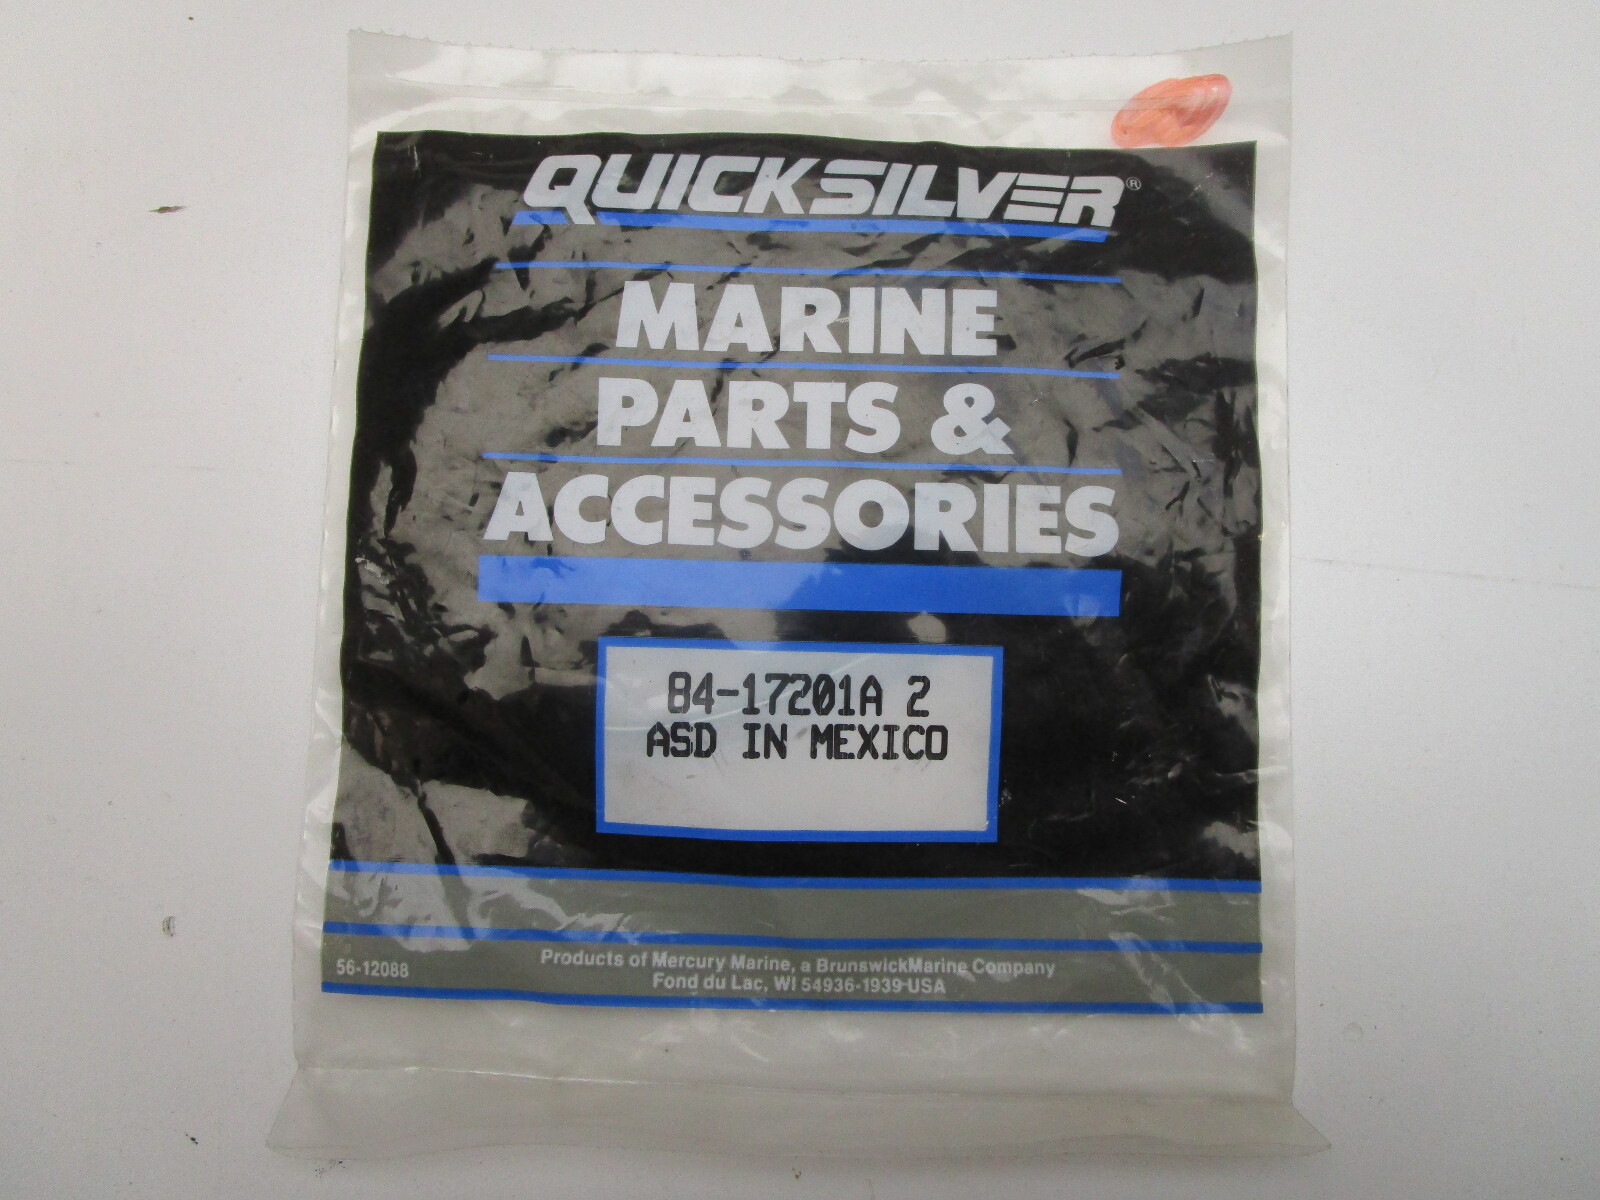 QUICKSILVER®
MARINE
PARTS &
ACCESSORIES
84-17201A 2
ASD IN MEXICO
56-12088
Products of Mercury Marine, a BrunswickMarine Company
Fond du Lac, WI 54936-1939 USA